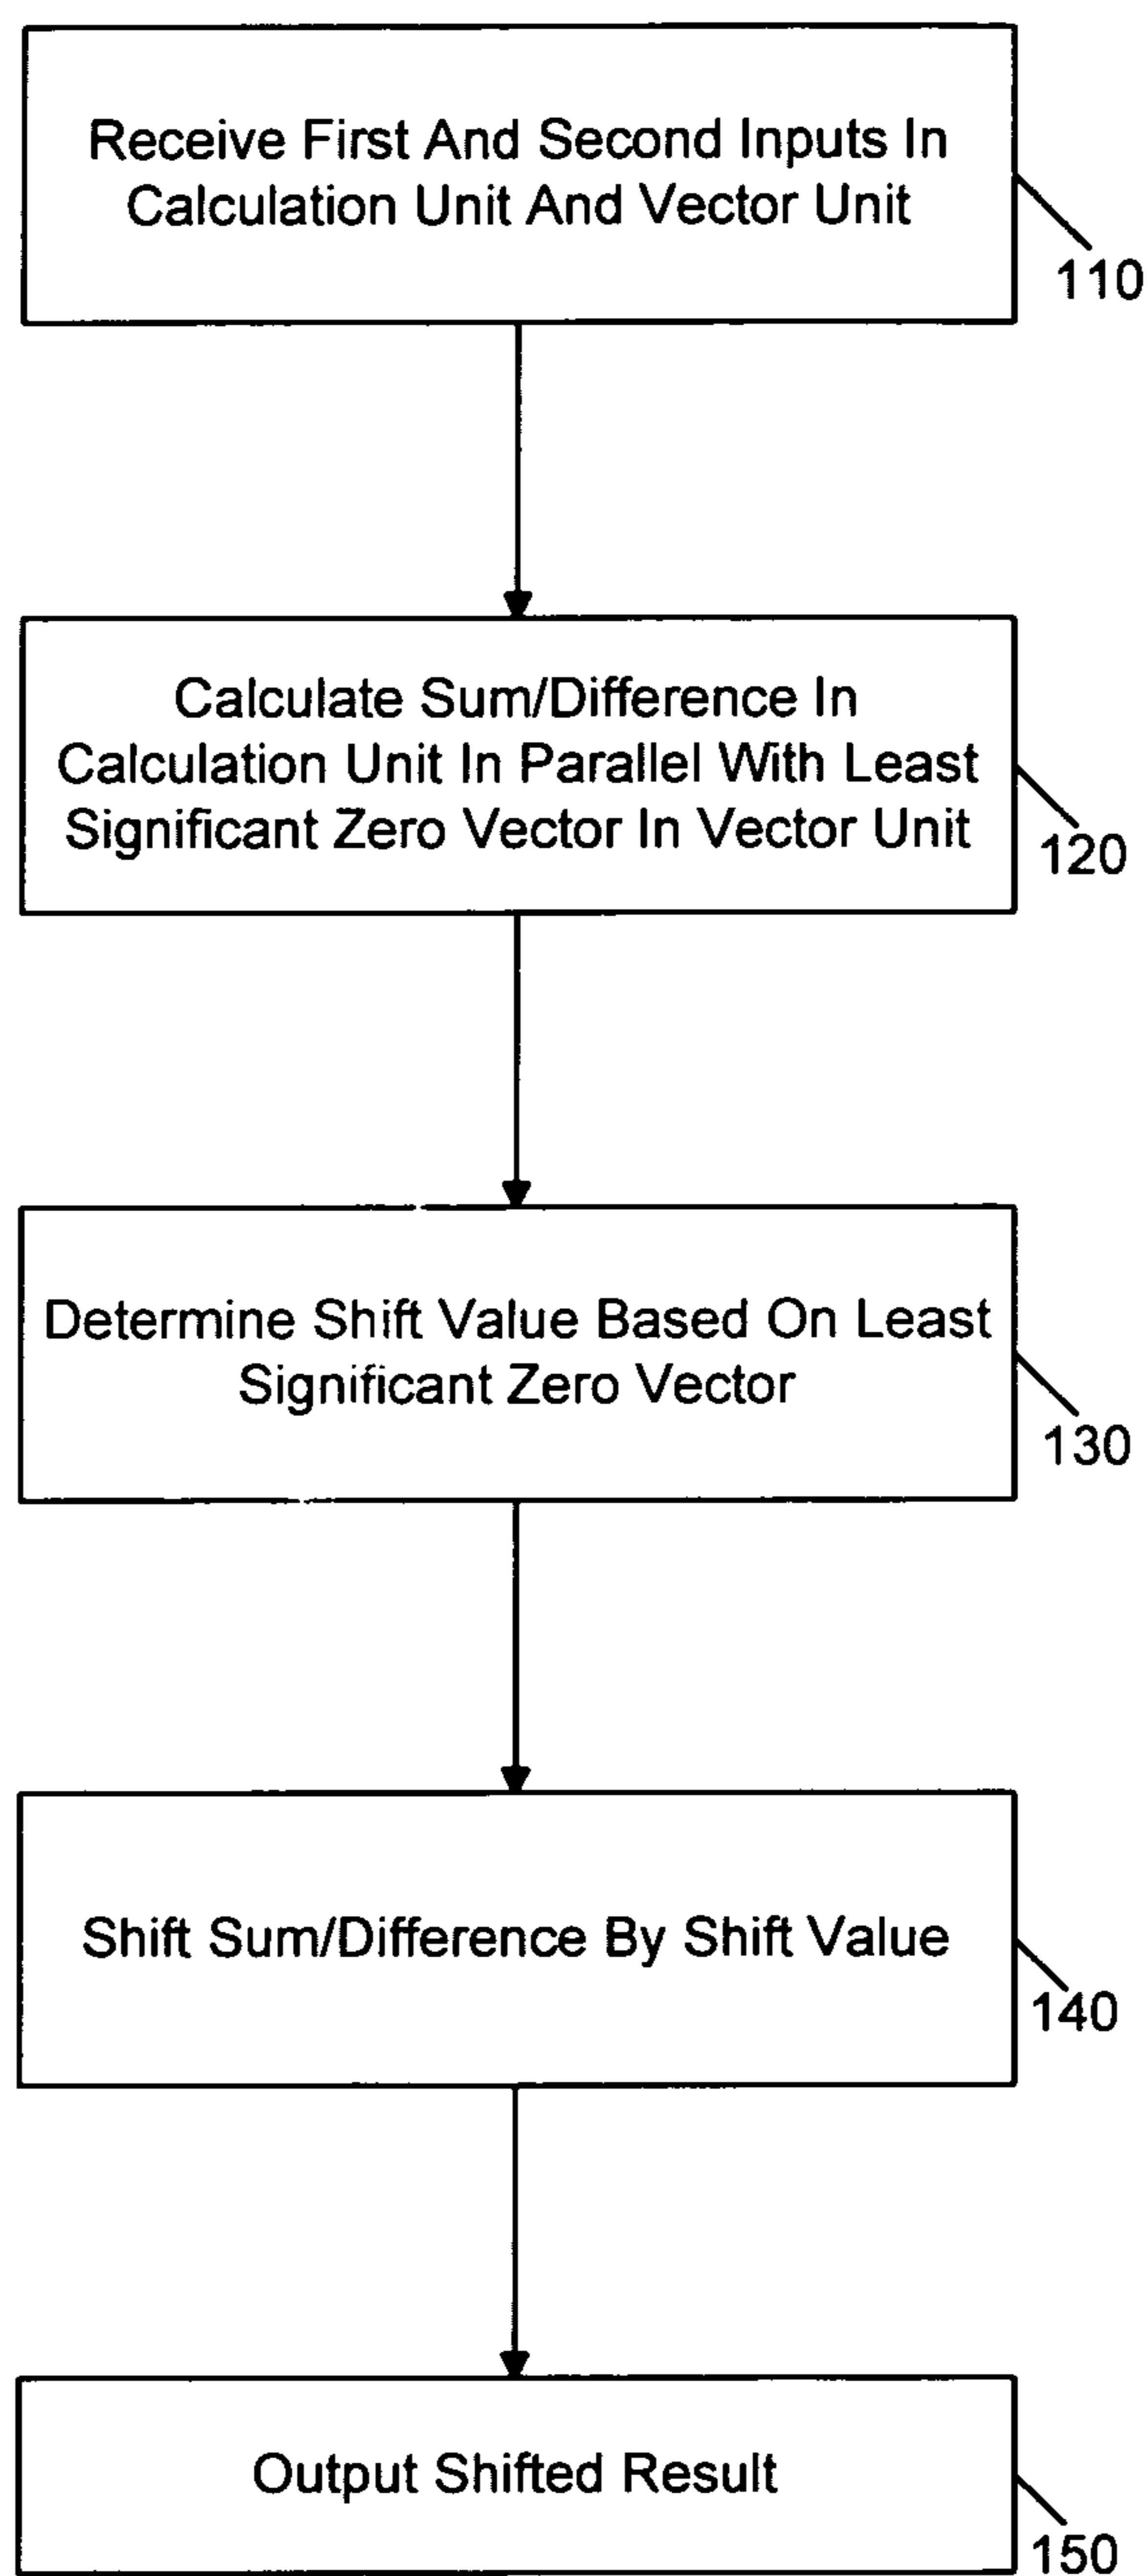 Receive First And Second Inputs In
Calculation Unit And Vector Unit
110
Calculate Sum/Difference In
Calculation Unit In Parallel With Least
Significant Zero Vector In Vector Unit
120
Determine Shift Value Based On Least
Significant Zero Vector
130
Shift Sum/Difference By Shift Value
140
Output Shifted Result
150